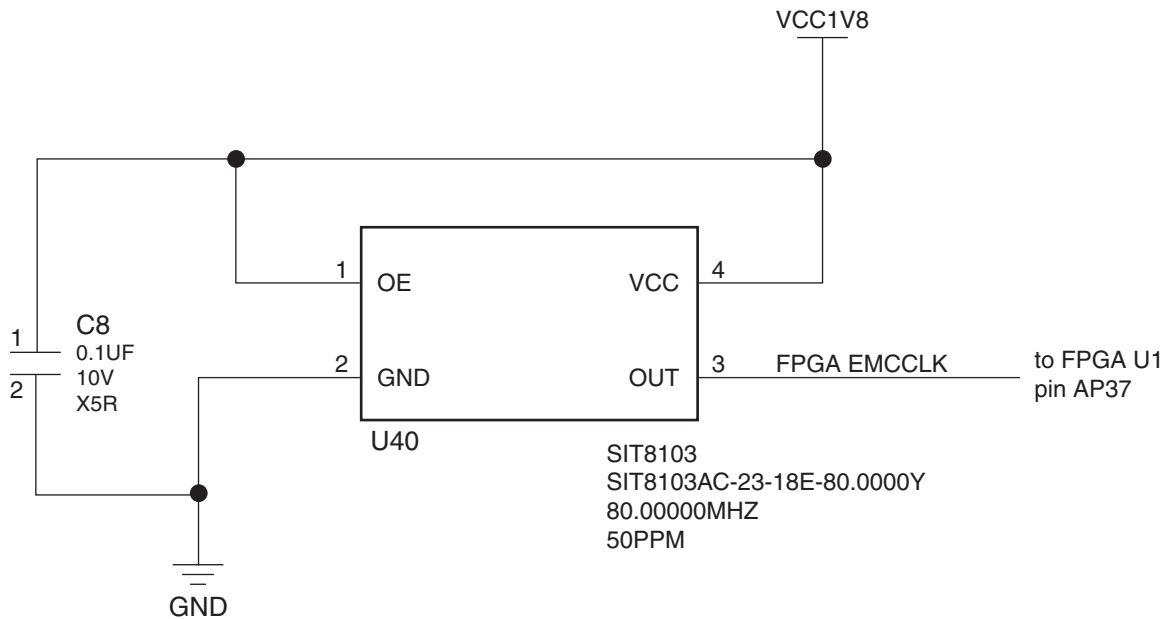 VCC1V8
1
OE
VCC
4
1
C8
0.1UF
10V
X5R
2
2
GND
OUT
3
FPGA EMCCLK
to FPGA U1
pin AP37
U40
SIT8103
SIT8103AC-23-18E-80.0000Y
80.00000MHZ
50PPM
GND